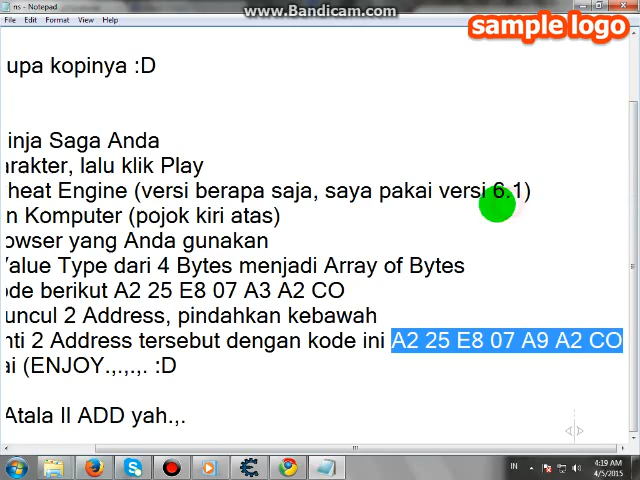 www.Bandicam.com
ns - Notepad
File Edit Format View Help
sample logo
upa kopinya :D
inja Saga Anda
arakter, lalu klik Play
heat Engine (versi berapa saja, saya pakai versi 6.1)
n Komputer (pojok kiri atas)
owser yang Anda gunakan
Value Type dari 4 Bytes menjadi Array of Bytes
ode berikut A2 25 E8 07 A3 A2 CO
uncul 2 Address, pindahkan kebawah
nti 2 Address tersebut dengan kode ini A2 25 E8 07 A9 A2 CO
ai (ENJOY.,.,.,. :D
Atala II ADD yah.,.
IN
4:19 AM
4/5/2015